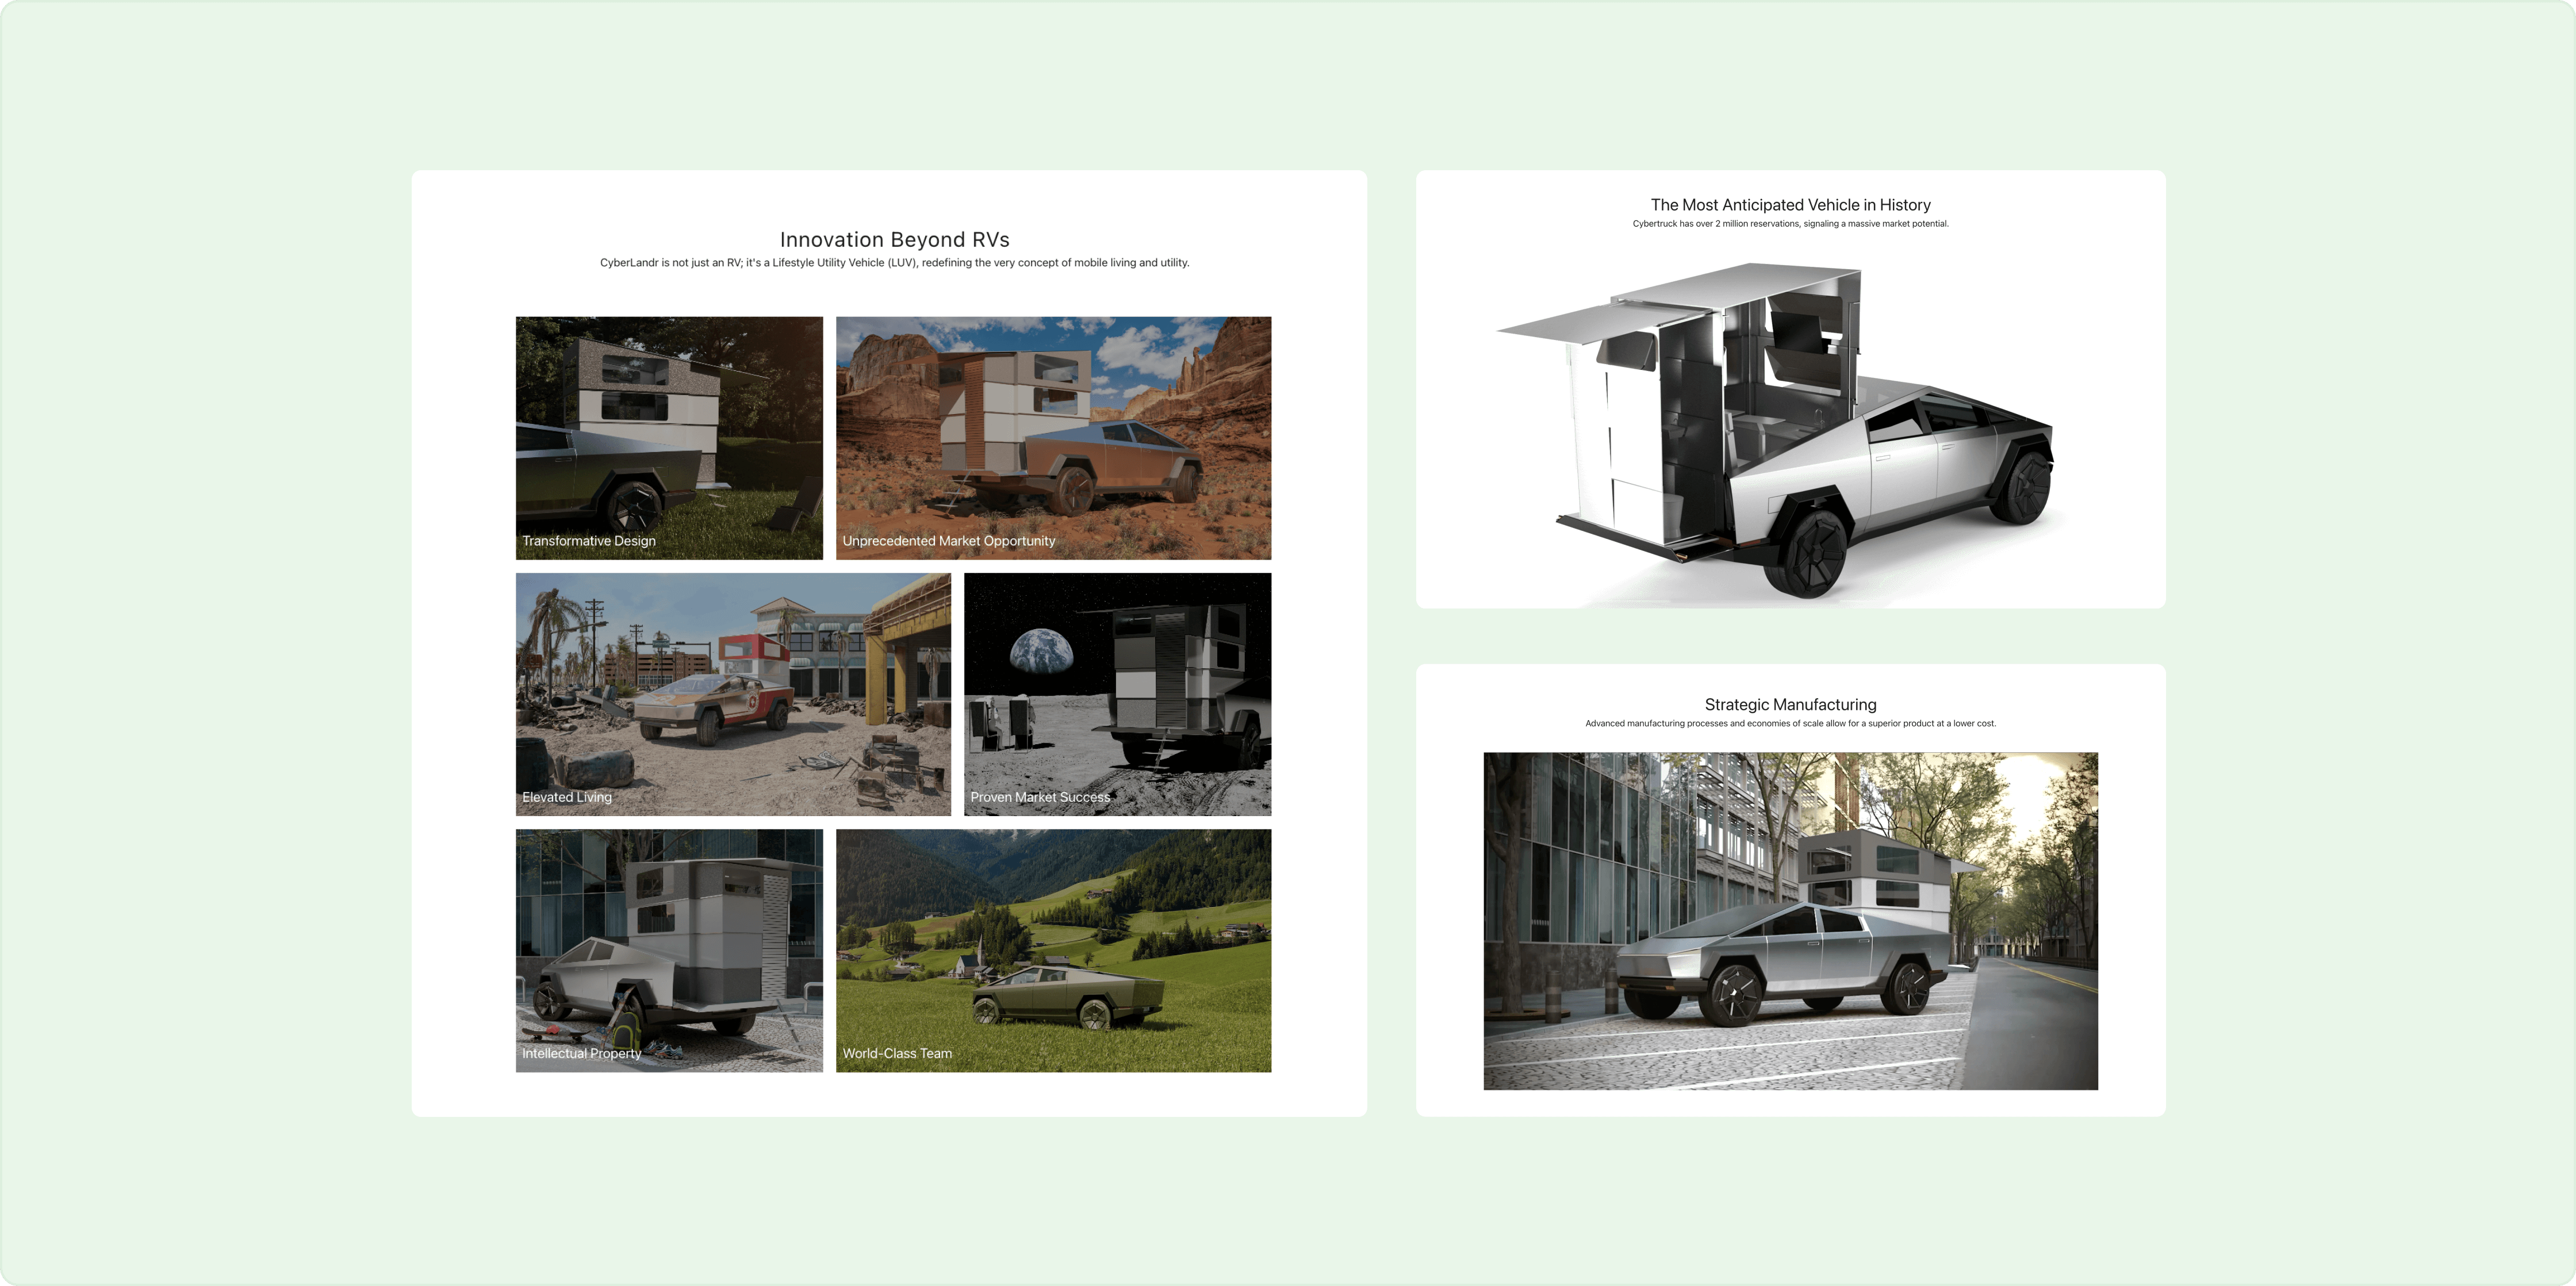 Innovation Beyond RVs
CyberLandr is not just an RV; it's a Lifestyle Utility Vehicle (LUV), redefining the very concept of mobile living and utility.
Transformative Design
Unprecedented Market Opportunity
Elevated Living
Proven Market Success
Intellectual Property
World-Class Team
The Most Anticipated Vehicle in History
Cybertruck has over 2 million reservations, signaling a massive market potential.
Strategic Manufacturing
Advanced manufacturing processes and economies of scale allow for a superior product at a lower cost.